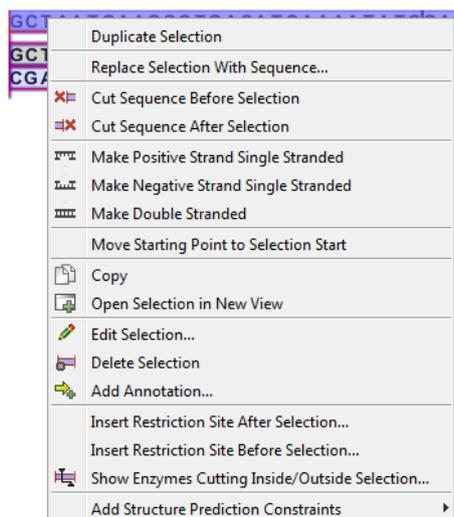 GCT
GCT
CGA
Duplicate Selection
Replace Selection With Sequence...
Cut Sequence Before Selection
Cut Sequence After Selection
Make Positive Strand Single Stranded
Make Negative Strand Single Stranded
Make Double Stranded
Move Starting Point to Selection Start
Copy
Open Selection in New View
Edit Selection...
Delete Selection
Add Annotation...
Insert Restriction Site After Selection...
Insert Restriction Site Before Selection...
Show Enzymes Cutting Inside/Outside Selection...
Add Structure Prediction Constraints